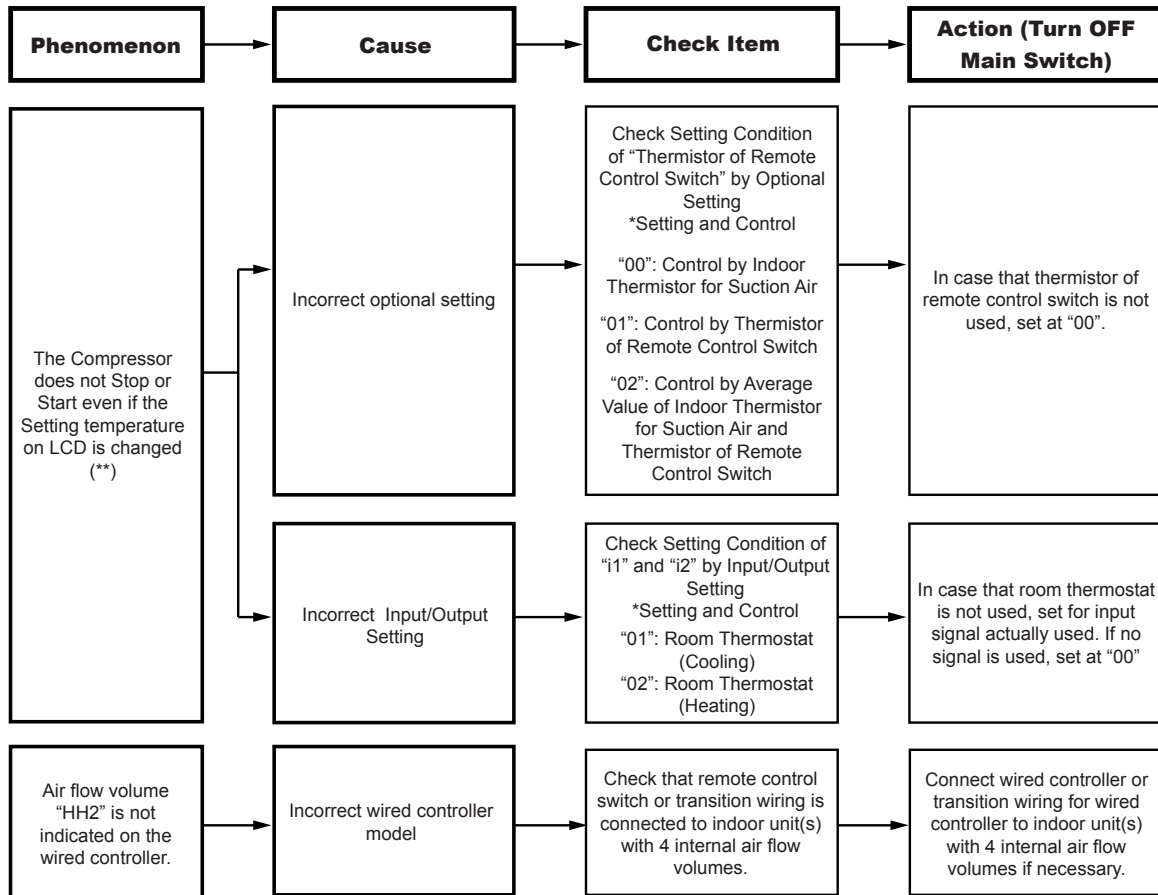 Phenomenon
Cause
Check Item
Action (Turn OFF
Main Switch)
The Compressor
does not Stop or
Start even if the
Setting temperature
on LCD is changed
(**)
Incorrect optional setting
Check Setting Condition
of “Thermistor of Remote
Control Switch” by Optional
Setting
*Setting and Control
“00”: Control by Indoor
Thermistor for Suction Air
“01”: Control by Thermistor
of Remote Control Switch
“02”: Control by Average
Value of Indoor Thermistor
for Suction Air and
Thermistor of Remote
Control Switch
In case that thermistor of
remote control switch is not
used, set at “00”.
Incorrect Input/Output
Setting
Check Setting Condition of
“i1” and “i2” by Input/Output
Setting
*Setting and Control
“01”: Room Thermostat
(Cooling)
“02”: Room Thermostat
(Heating)
In case that room thermostat
is not used, set for input
signal actually used. If no
signal is used, set at “00”
Air flow volume
“HH2” is not
indicated on the
wired controller.
Incorrect wired controller
model
Check that remote control
switch or transition wiring is
connected to indoor unit(s)
with 4 internal air flow
volumes.
Connect wired controller or
transition wiring for wired
controller to indoor unit(s)
with 4 internal air flow
volumes if necessary.